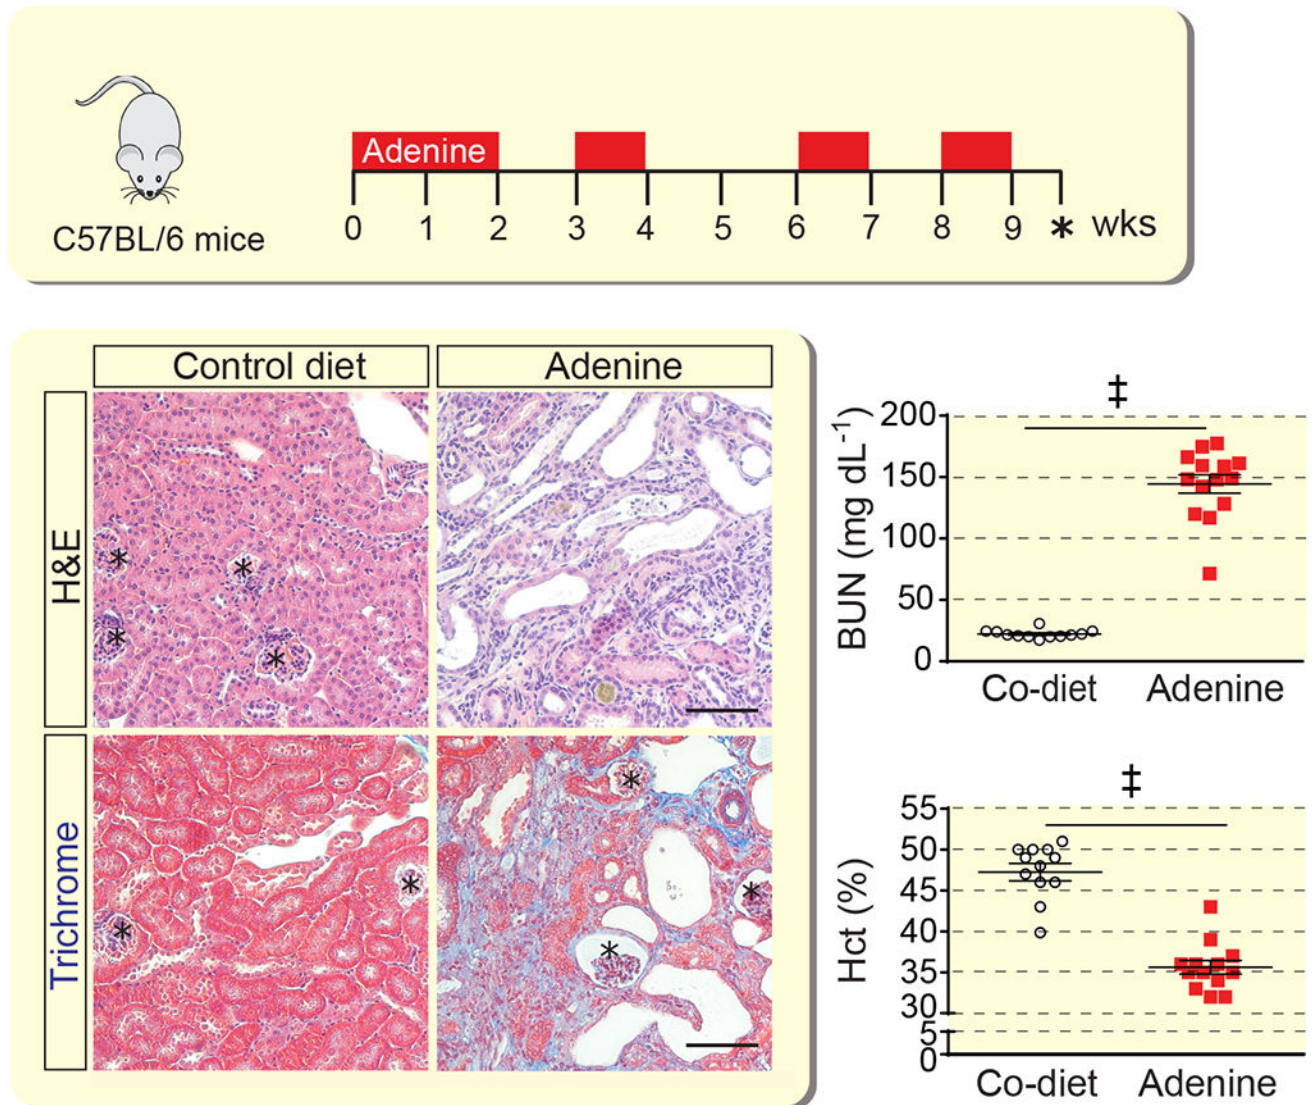 Adenine
0 1 2 3 4 5 6 7 8 9 * wks
C57BL/6 mice
Control diet
Adenine
H&E
* * * *
Trichrome
* *
* * *
‡
BUN (mg dL⁻¹)
200
150
100
50
0
Co-diet Adenine
‡
Hct (%)
55
50
45
40
35
30
5
0
Co-diet Adenine